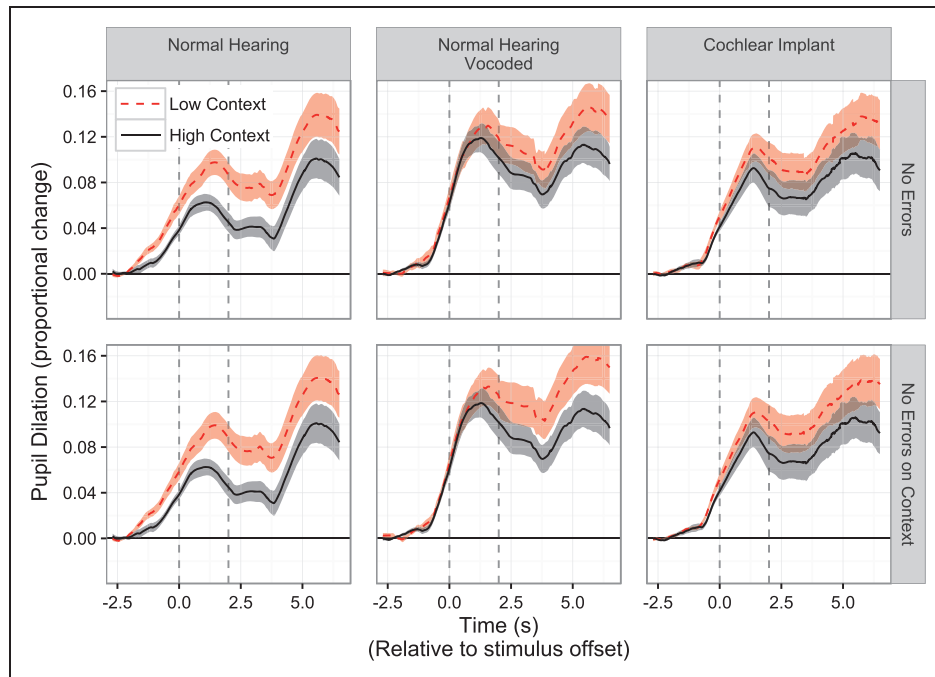 Normal Hearing
Normal Hearing
Vocoded
Cochlear Implant
Low Context
High Context
0.16
0.12
0.08
0.04
0.00
No Errors
0.16
0.12
0.08
0.04
0.00
No Errors on Context
Pupil Dilation (proportional change)
-2.5 0.0 2.5 5.0
-2.5 0.0 2.5 5.0
-2.5 0.0 2.5 5.0
Time (s)
(Relative to stimulus offset)